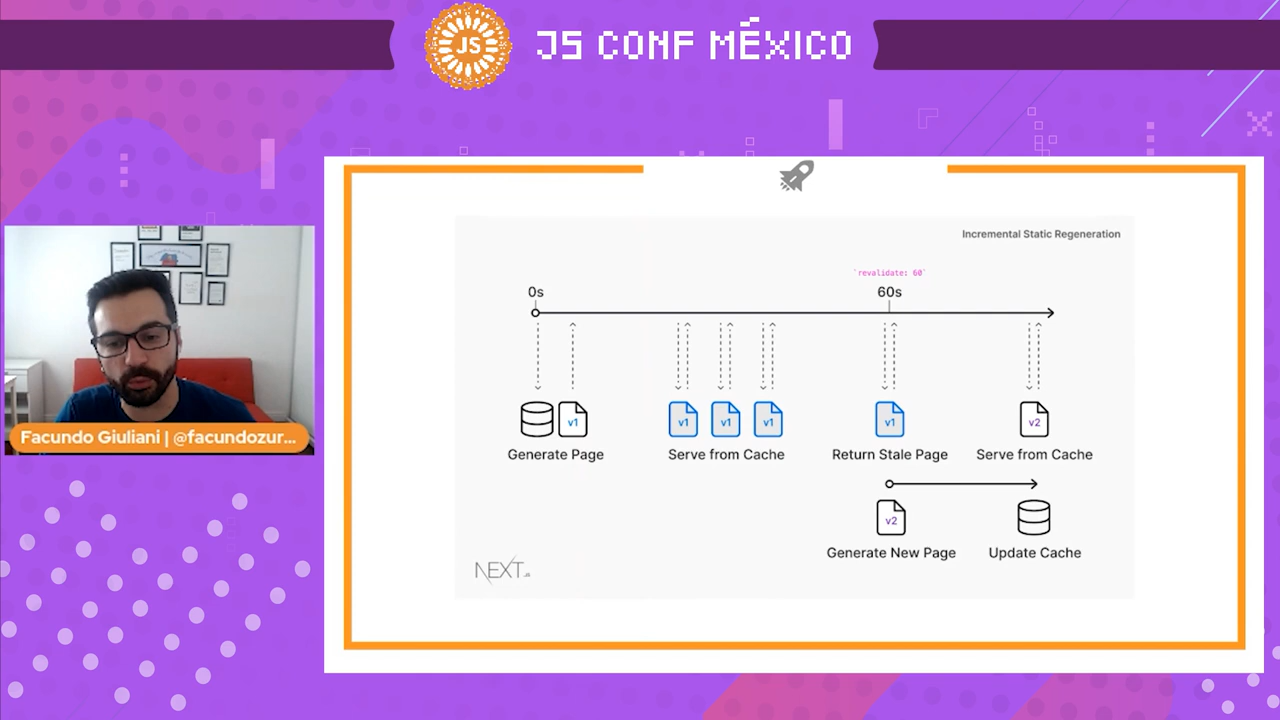 JS
JS CONF MÉXICO
Incremental Static Regeneration
`revalidate: 60`
0s
60s
v1
v1
v1
v1
v1
v2
Generate Page
Serve from Cache
Return Stale Page
Serve from Cache
v2
Generate New Page
Update Cache
NEXT.JS
Facundo Giuliani | @facundozur...